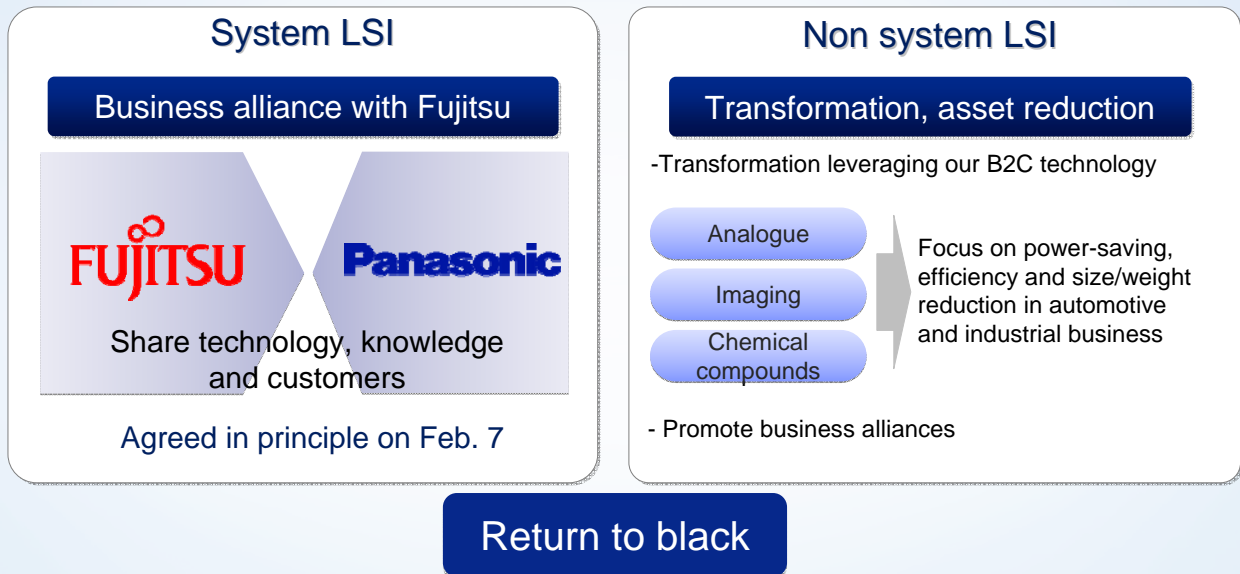 System LSI
Business alliance with Fujitsu
FUJITSU
Panasonic
Share technology, knowledge
and customers
Agreed in principle on Feb. 7
Non system LSI
Transformation, asset reduction
-Transformation leveraging our B2C technology
Analogue
Imaging
Chemical
compounds
Focus on power-saving,
efficiency and size/weight
reduction in automotive
and industrial business
- Promote business alliances
Return to black